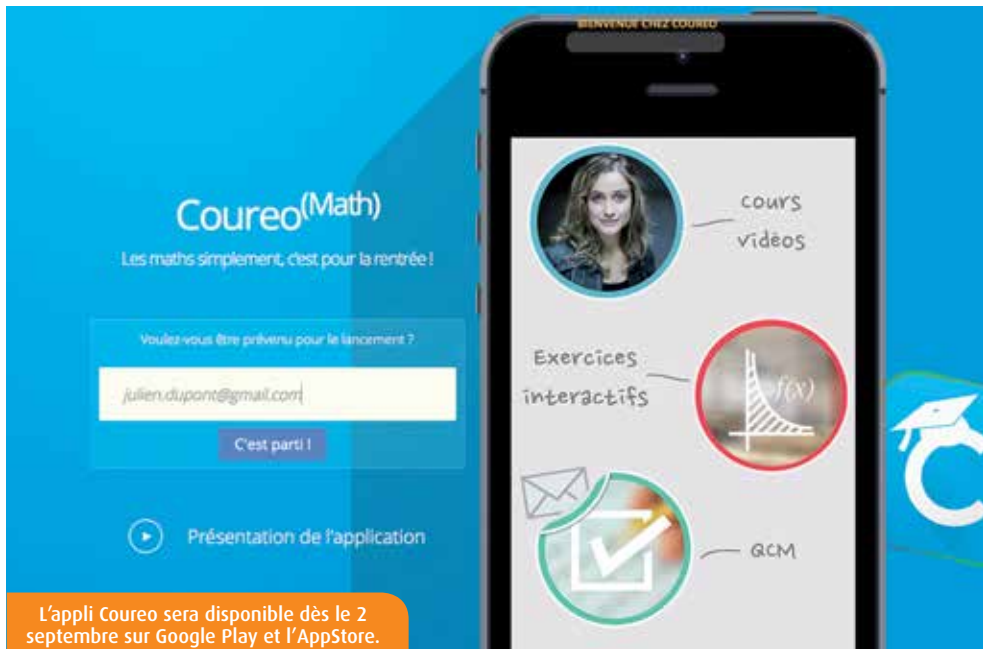 BIENVENUE CHEZ COUREO
Coureo(Math)
Les maths simplement, c'est pour la rentrée !
Voulez-vous être prévenu pour le lancement ?
julien.dupont@gmail.com
C'est parti !
Présentation de l'application
cours
vidéos
Exercices
interactifs
f(x)
QCM
L'appli Coureo sera disponible dès le 2
septembre sur Google Play et l'AppStore.